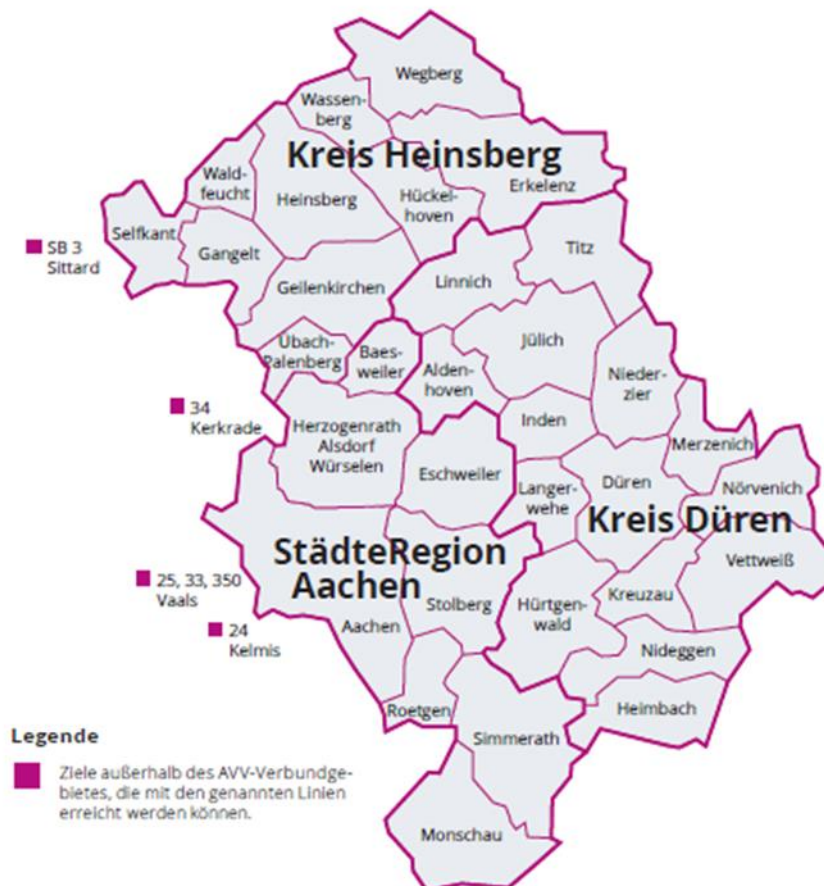 Wegberg
Wassen-
berg
Kreis Heinsberg
Wald-
feucht
Heinsberg
Hückel-
hoven
Erkelenz
Selfkant
SB 3
Sittard
Gangelt
Titz
Linnich
Geilenkirchen
Übach-
Palenberg
Baes-
weiler
Alden-
hoven
Jülich
Nieder-
zier
34
Kerkrade
Herzogenrath
Alsdorf
Würselen
Inden
Merzenich
Eschweiler
Langer-
wehe
Düren
Nörvenich
Kreis Düren
StädteRegion
Aachen
Vettweiß
25, 33, 350
Vaals
Stolberg
Hürtgen-
wald
Kreuzau
24
Kelmis
Aachen
Nideggen
Roetgen
Heimbach
Simmerath
Legende
Ziele außerhalb des AVV-Verbundge-
bietes, die mit den genannten Linien
erreicht werden können.
Monschau